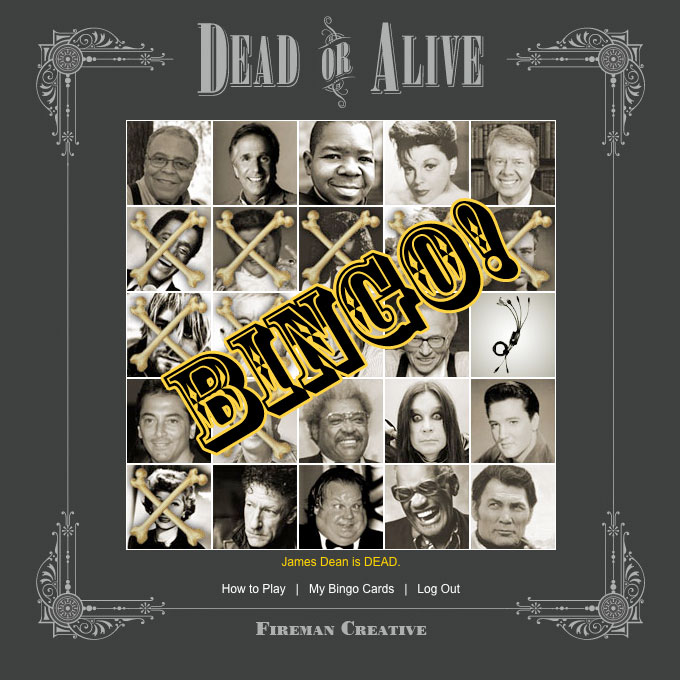 DEAD OR ALIVE
BINGO!
James Dean is DEAD.
How to Play | My Bingo Cards | Log Out
FIREMAN CREATIVE